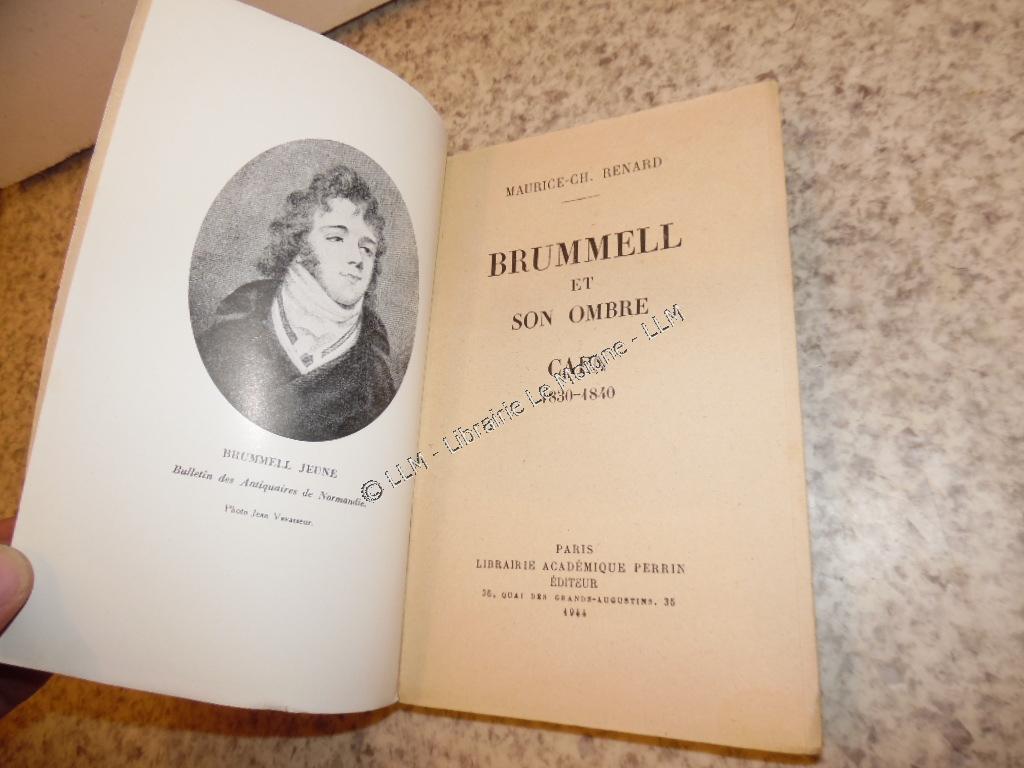 BRUMMELL JEUNE
Bulletin des Antiquaires de Normandie.
Photo Jean Vavasseur.
MAURICE-CH. RENARD
BRUMMELL
ET
SON OMBRE
1830-1840
PARIS
LIBRAIRIE ACADÉMIQUE PERRIN
ÉDITEUR
35, QUAI DES GRANDS-AUGUSTINS, 35
1944
© LLM - Librairie Le Moigne - LLM